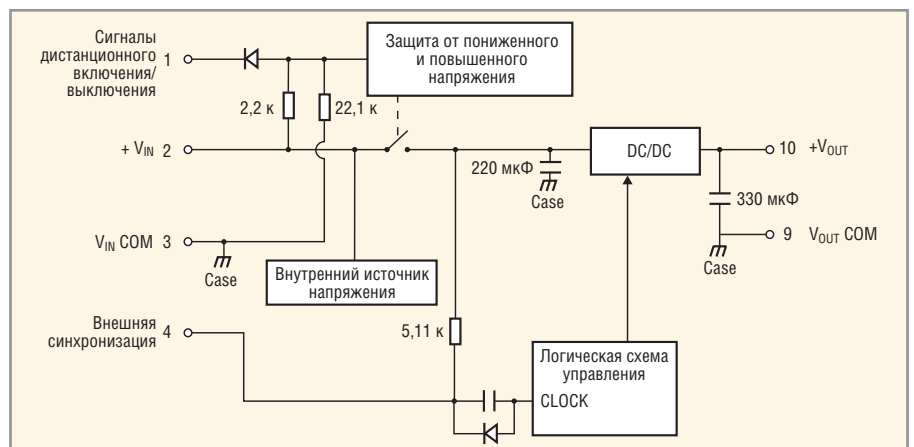 Сигналы
дистанционного
включения/
выключения
1
Защита от пониженного
и повышенного
напряжения
2,2 к
22,1 к
+ VIN 2
220 мкФ
Case
DC/DC
10 +VOUT
330 мкФ
VIN COM 3
Case
9 VOUT COM
Case
Внутренний источник
напряжения
Внешняя
синхронизация
4
5,11 к
Логическая схема
управления
CLOCK